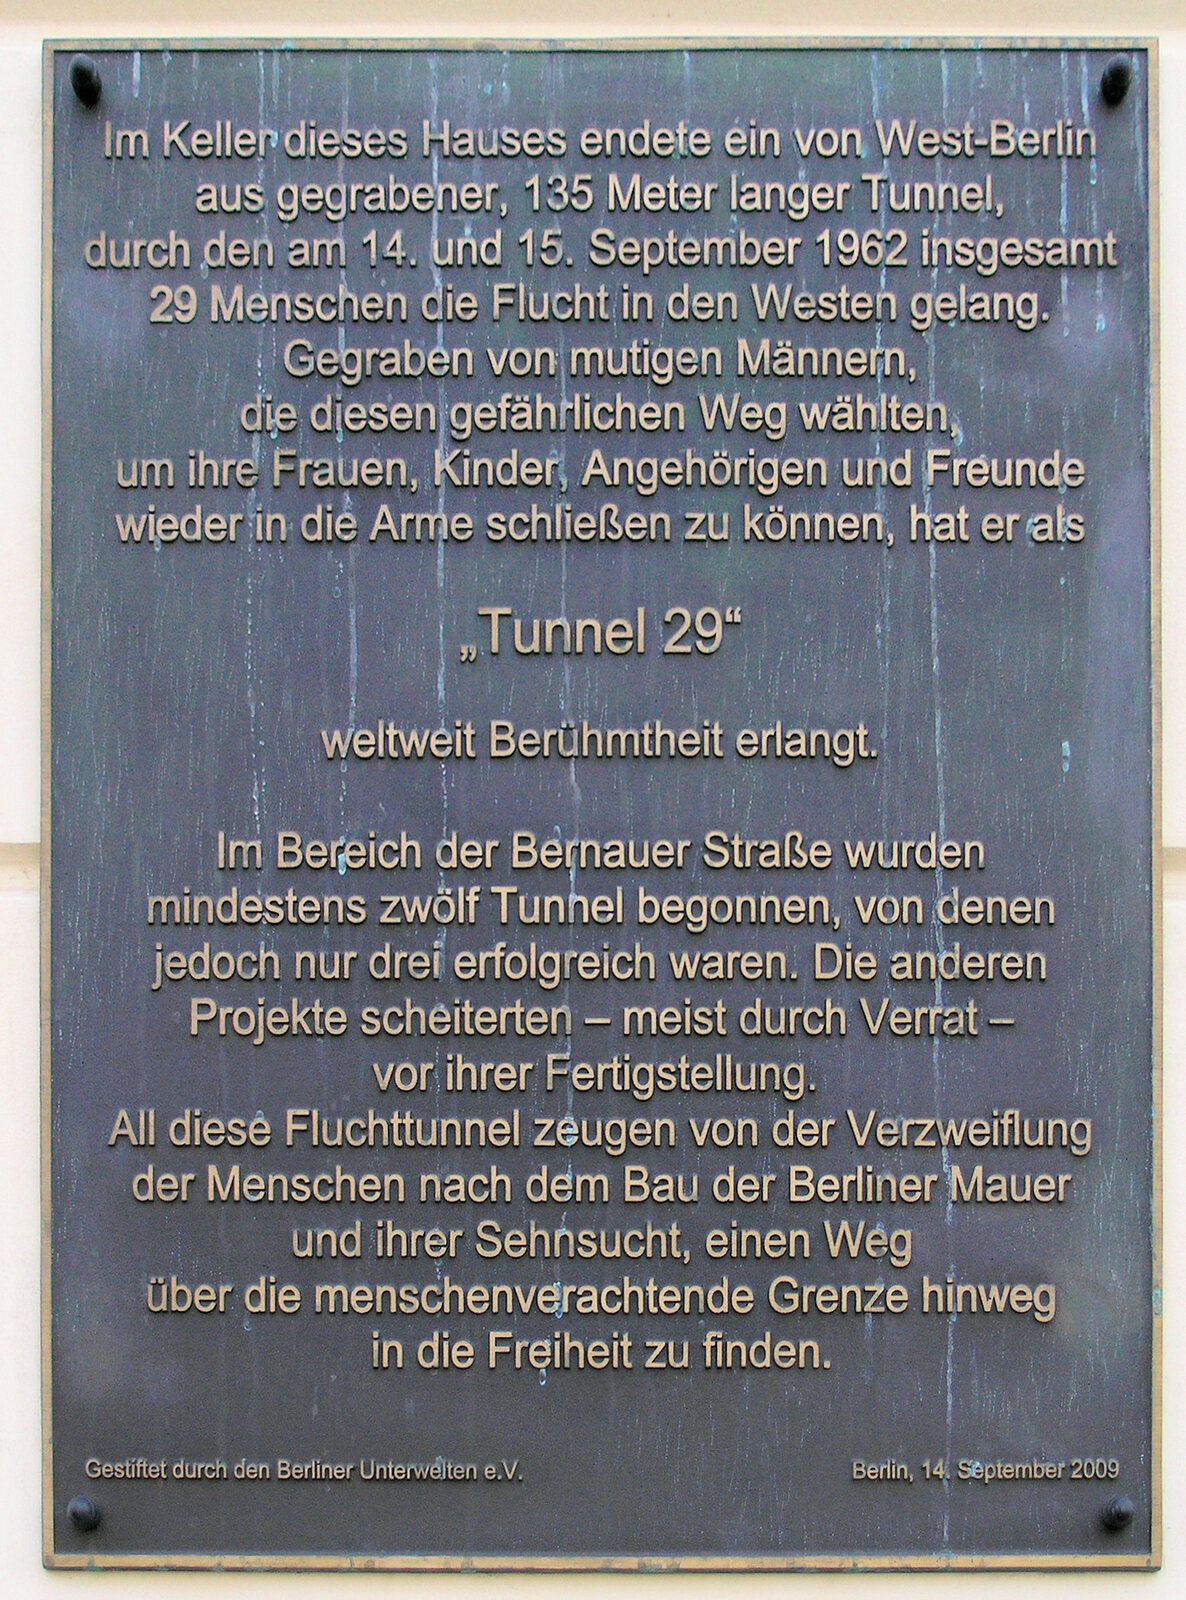 Im Keller dieses Hauses endete ein von West-Berlin
aus gegrabener, 135 Meter langer Tunnel,
durch den am 14. und 15. September 1962 insgesamt
29 Menschen die Flucht in den Westen gelang.
Gegraben von mutigen Männern,
die diesen gefährlichen Weg wählten,
um ihre Frauen, Kinder, Angehörigen und Freunde
wieder in die Arme schließen zu können, hat er als
„Tunnel 29“
weltweit Berühmtheit erlangt.
Im Bereich der Bernauer Straße wurden
mindestens zwölf Tunnel begonnen, von denen
jedoch nur drei erfolgreich waren. Die anderen
Projekte scheiterten – meist durch Verrat –
vor ihrer Fertigstellung.
All diese Fluchttunnel zeugen von der Verzweiflung
der Menschen nach dem Bau der Berliner Mauer
und ihrer Sehnsucht, einen Weg
über die menschenverachtende Grenze hinweg
in die Freiheit zu finden.
Gestiftet durch den Berliner Unterwelten e.V.
Berlin, 14. September 2009